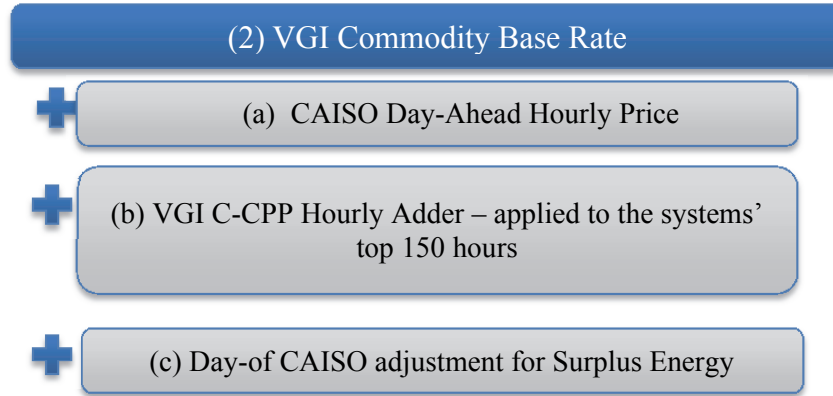 (2) VGI Commodity Base Rate
(a) CAISO Day-Ahead Hourly Price
(b) VGI C-CPP Hourly Adder – applied to the systems’
top 150 hours
(c) Day-of CAISO adjustment for Surplus Energy